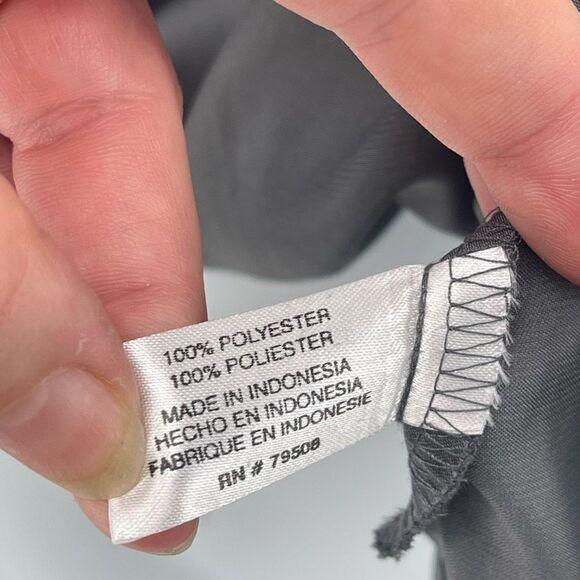 100% POLYESTER
100% POLIESTER
MADE IN INDONESIA
HECHO EN INDONESIA
FABRIQUE EN INDONESIE
RN # 79508